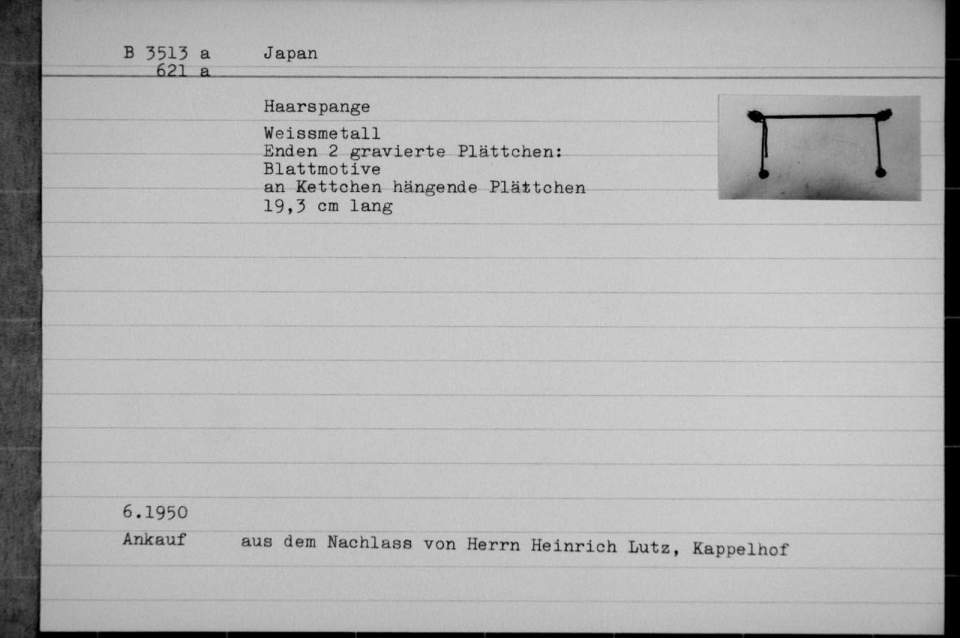 B 3513 a Japan
621 a
Haarspange
Weissmetall
Enden 2 gravierte Plättchen:
Blattmotive
an Kettchen hängende Plättchen
19,3 cm lang
6.1950
Ankauf aus dem Nachlass von Herrn Heinrich Lutz, Kappelhof